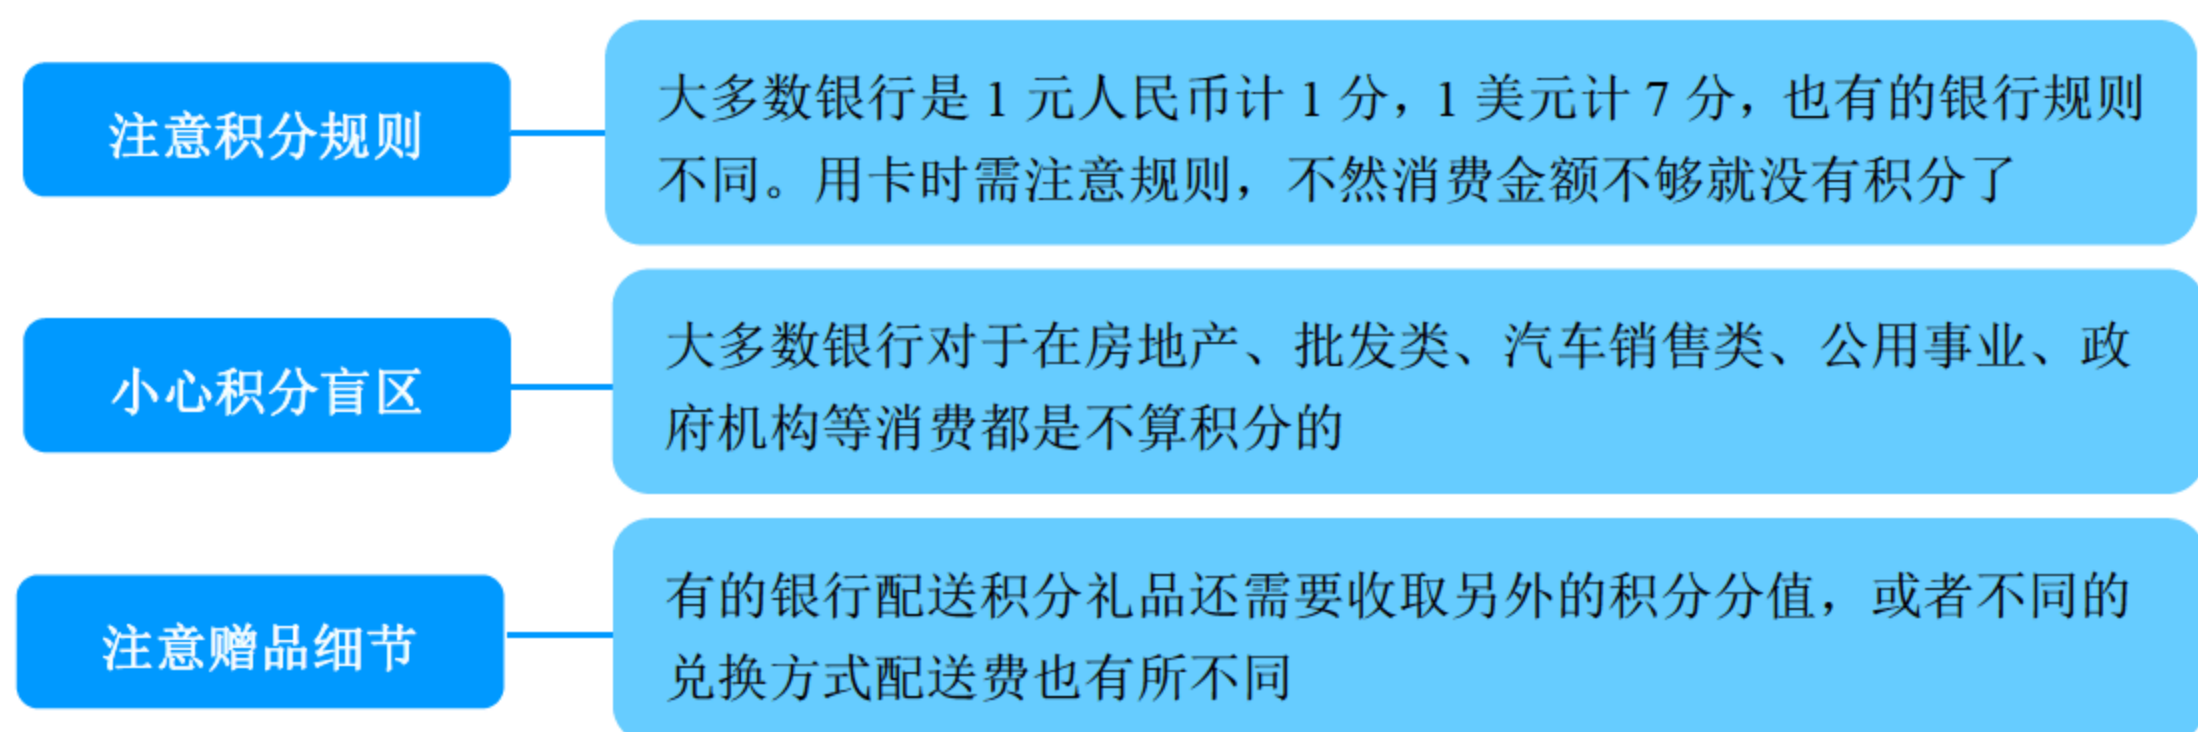 注意积分规则
大多数银行是 1 元人民币计 1 分，1 美元计 7 分，也有的银行规则
不同。用卡时需注意规则，不然消费金额不够就没有积分了
小心积分盲区
大多数银行对于在房地产、批发类、汽车销售类、公用事业、政
府机构等消费都是不算积分的
注意赠品细节
有的银行配送积分礼品还需要收取另外的积分分值，或者不同的
兑换方式配送费也有所不同